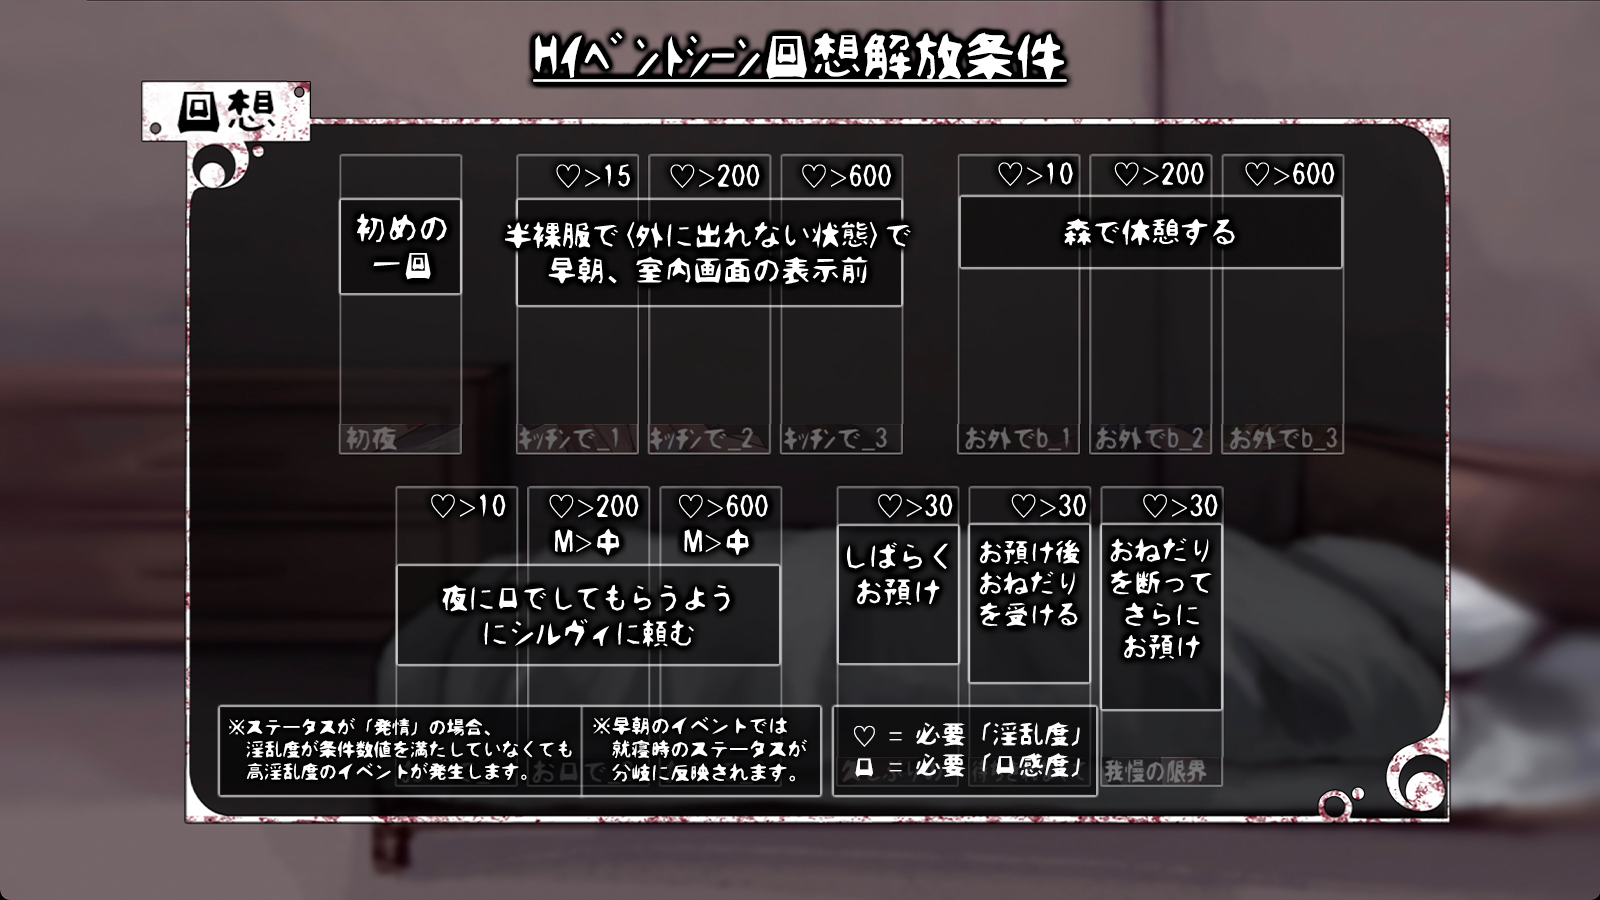 Hイベントシーン回想解放条件
回想
♡>15
♡>200
♡>600
♡>10
♡>200
♡>600
初めの
一回
半裸服で〈外に出れない状態〉で
早朝、室内画面の表示前
森で休憩する
初夜
キッチンで_1
キッチンで_2
キッチンで_3
お外でb_1
お外でb_2
お外でb_3
♡>10
♡>200
M>中
♡>600
M>中
夜に口でしてもらうよう
にシルヴィに頼む
♡>30
しばらく
お預け
♡>30
お預け後
おねだり
を受ける
♡>30
おねだり
を断って
さらに
お預け
※ステータスが「発情」の場合、
淫乱度が条件数値を満たしていなくても
高淫乱度のイベントが発生します。
※早朝のイベントでは
就寝時のステータスが
分岐に反映されます。
♡ = 必要「淫乱度」
口 = 必要「口感度」
我慢の限界